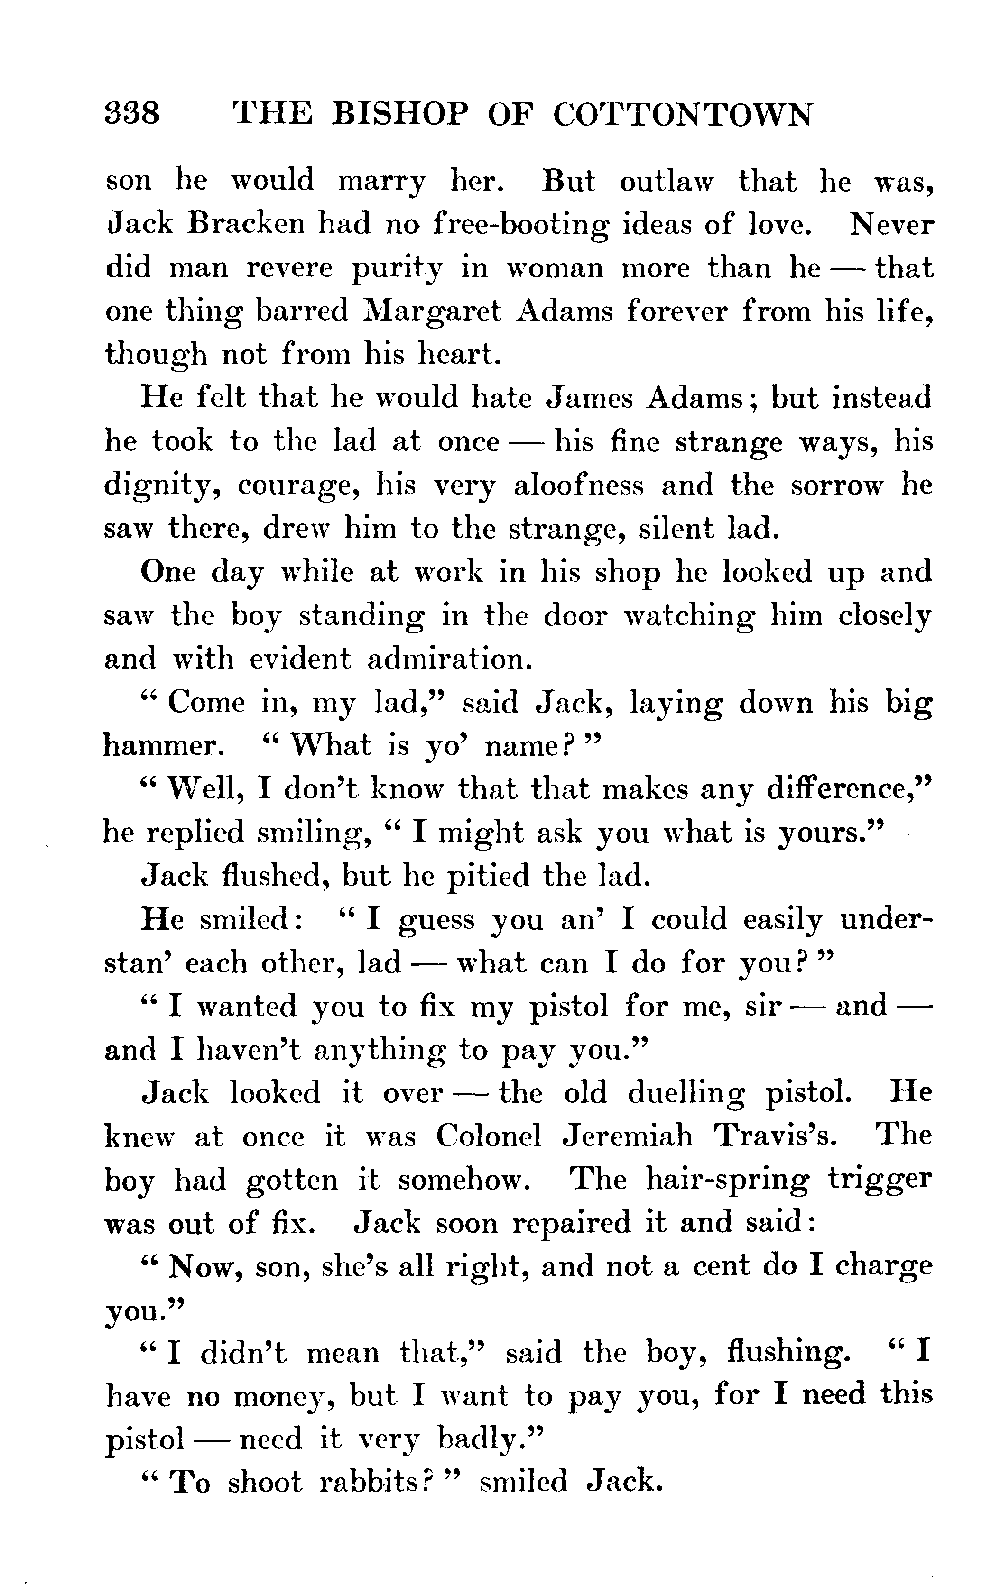 338 THE BISHOP OF COTTONTOWN
son he would marry her. But outlaw that he was,
Jack Bracken had no free-booting ideas of love. Never
did man revere purity in woman more than he — that
one thing barred Margaret Adams forever from his life,
though not from his heart.
He felt that he would hate James Adams; but instead
he took to the lad at once — his fine strange ways, his
dignity, courage, his very aloofness and the sorrow he
saw there, drew him to the strange, silent lad.
One day while at work in his shop he looked up and
saw the boy standing in the door watching him closely
and with evident admiration.
“ Come in, my lad,” said Jack, laying down his big
hammer. “ What is yo’ name? ”
“ Well, I don’t know that that makes any difference,”
he replied smiling, “ I might ask you what is yours.”
Jack flushed, but he pitied the lad.
He smiled: “ I guess you an’ I could easily under-
stan’ each other, lad — what can I do for you? ”
“ I wanted you to fix my pistol for me, sir — and —
and I haven’t anything to pay you.”
Jack looked it over — the old duelling pistol. He
knew at once it was Colonel Jeremiah Travis’s. The
boy had gotten it somehow. The hair-spring trigger
was out of fix. Jack soon repaired it and said:
“ Now, son, she’s all right, and not a cent do I charge
you.”
“ I didn’t mean that,” said the boy, flushing. “ I
have no money, but I want to pay you, for I need this
pistol — need it very badly.”
“ To shoot rabbits? ” smiled Jack.